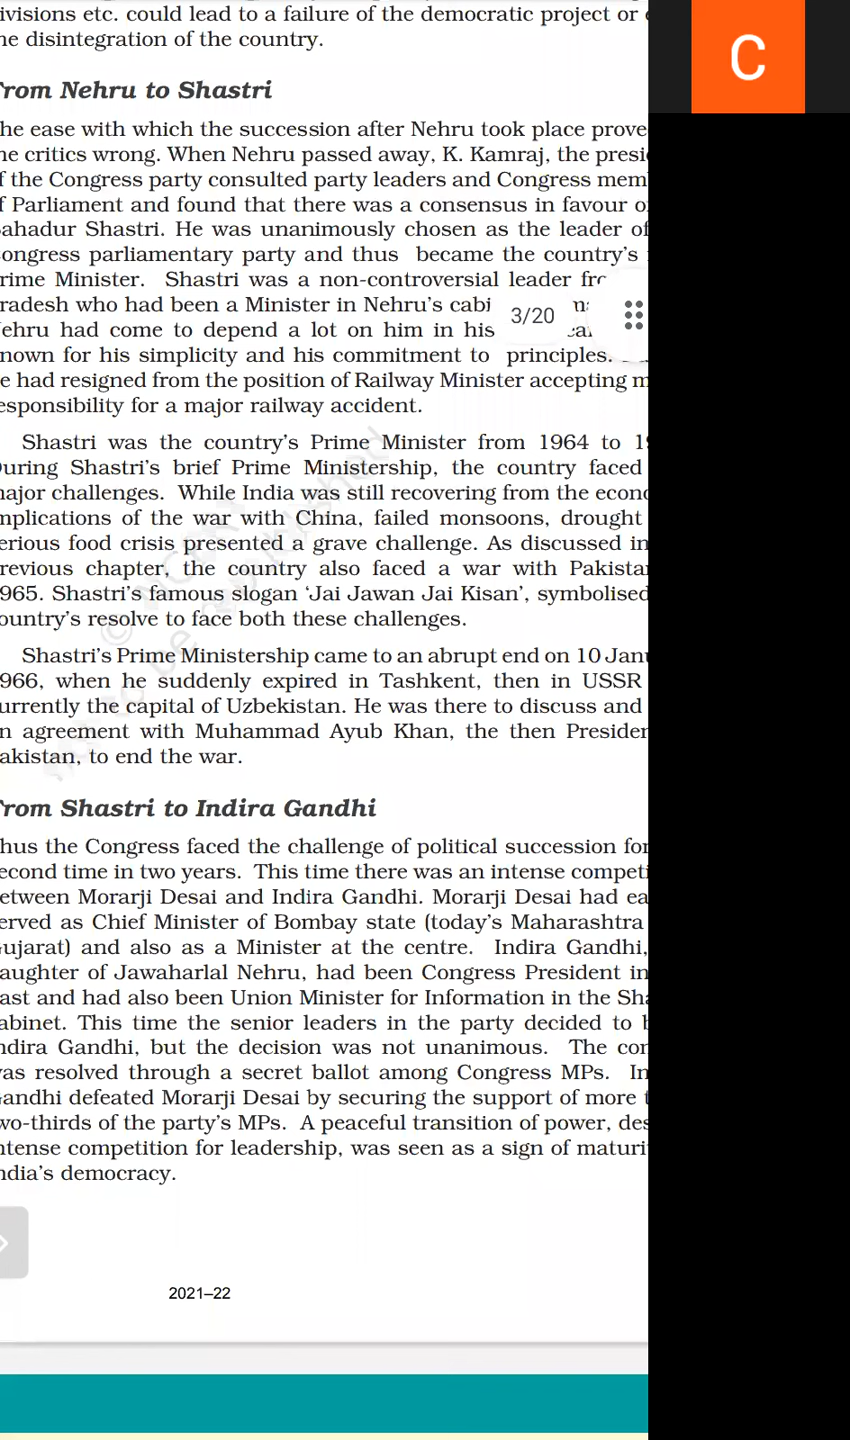 ivisions etc. could lead to a failure of the democratic project or
he disintegration of the country.
From Nehru to Shastri
he ease with which the succession after Nehru took place prove
he critics wrong. When Nehru passed away, K. Kamraj, the presi
f the Congress party consulted party leaders and Congress mem
f Parliament and found that there was a consensus in favour o
ahadur Shastri. He was unanimously chosen as the leader of
ongress parliamentary party and thus became the country's
rime Minister. Shastri was a non-controversial leader fro
radesh who had been a Minister in Nehru's cabi
ehru had come to depend a lot on him in his
nown for his simplicity and his commitment to principles.
e had resigned from the position of Railway Minister accepting m
esponsibility for a major railway accident.
Shastri was the country's Prime Minister from 1964 to 19
uring Shastri's brief Prime Ministership, the country faced
ajor challenges. While India was still recovering from the econo
mplications of the war with China, failed monsoons, drought
erious food crisis presented a grave challenge. As discussed in
revious chapter, the country also faced a war with Pakista
965. Shastri's famous slogan 'Jai Jawan Jai Kisan', symbolised
ountry's resolve to face both these challenges.
Shastri's Prime Ministership came to an abrupt end on 10 Janu
966, when he suddenly expired in Tashkent, then in USSR
urrently the capital of Uzbekistan. He was there to discuss and
n agreement with Muhammad Ayub Khan, the then Presiden
akistan, to end the war.
From Shastri to Indira Gandhi
hus the Congress faced the challenge of political succession for
econd time in two years. This time there was an intense competi
etween Morarji Desai and Indira Gandhi. Morarji Desai had ea
erved as Chief Minister of Bombay state (today's Maharashtra
ujarat) and also as a Minister at the centre. Indira Gandhi,
aughter of Jawaharlal Nehru, had been Congress President in
ast and had also been Union Minister for Information in the Sha
abinet. This time the senior leaders in the party decided to b
ndira Gandhi, but the decision was not unanimous. The con
as resolved through a secret ballot among Congress MPs. In
andhi defeated Morarji Desai by securing the support of more t
wo-thirds of the party's MPs. A peaceful transition of power, des
ntense competition for leadership, was seen as a sign of maturi
ndia's democracy.
2021–22
3/20
C
© NCERT
not to be republished